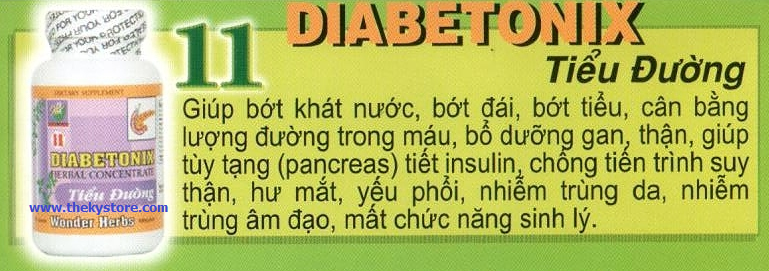 DIABETONIX
11
Tiểu Đường
Giúp bớt khát nước, bớt đái, bớt tiểu, cân bằng
lượng đường trong máu, bổ dưỡng gan, thận, giúp
tùy tạng (pancreas) tiết insulin, chống tiến trình suy
thận, hư mắt, yếu phổi, nhiễm trùng da, nhiễm
trùng âm đạo, mất chức năng sinh lý.
DIETARY SUPPLEMENT
11
DIABETONIX
HERBAL CONCENTRATE
Tiểu Đường
www.thekystore.com
Wonder Herbs